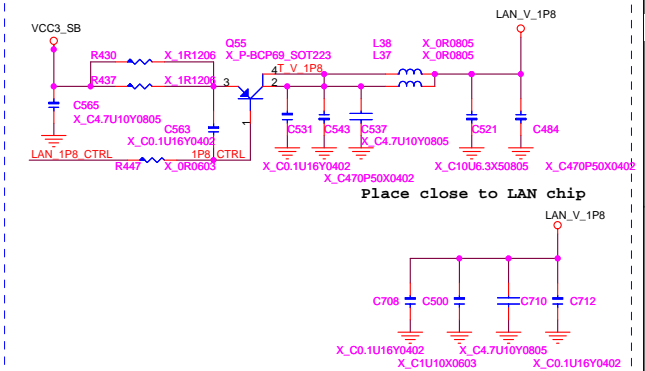 LAN_V_1P8
VCC3_SB
R430 X_1R1206
Q55
X_P-BCP69_SOT223
L38 X_0R0805
L37 X_0R0805
R437 X_1R1206
3
4 T_V_1P8
2
1
C565
X_C4.7U10Y0805
C563
X_C0.1U16Y0402
C531 C543 C537 C521 C484
X_C4.7U10Y0805
LAN_1P8_CTRL
R447 X_0R0603
1P8_CTRL
X_C0.1U16Y0402 X_C10U6.3X50805 X_C470P50X0402
X_C470P50X0402
Place close to LAN chip
LAN_V_1P8
C708 C500 C710 C712
X_C0.1U16Y0402 X_C4.7U10Y0805
X_C1U10X0603 X_C0.1U16Y0402